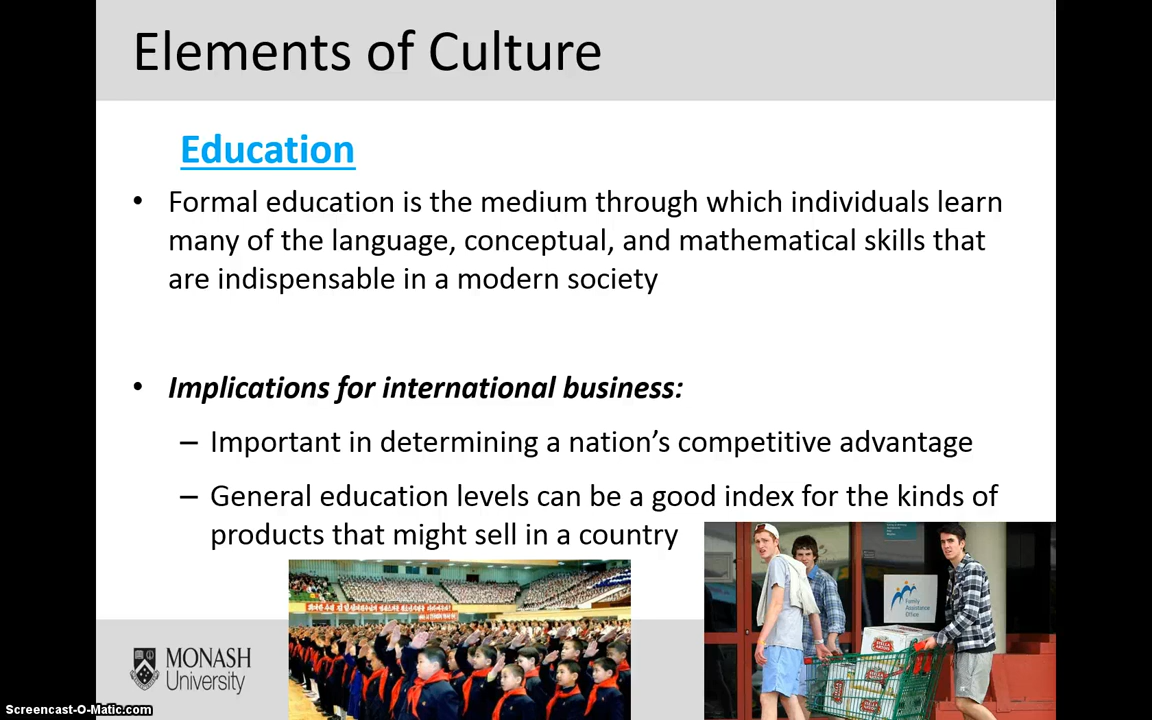 Elements of Culture
Education
• Formal education is the medium through which individuals learn
many of the language, conceptual, and mathematical skills that
are indispensable in a modern society
• Implications for international business:
– Important in determining a nation's competitive advantage
– General education levels can be a good index for the kinds of
products that might sell in a country
Family
Assistance
Office
MONASH
University
Screencast-O-Matic.com